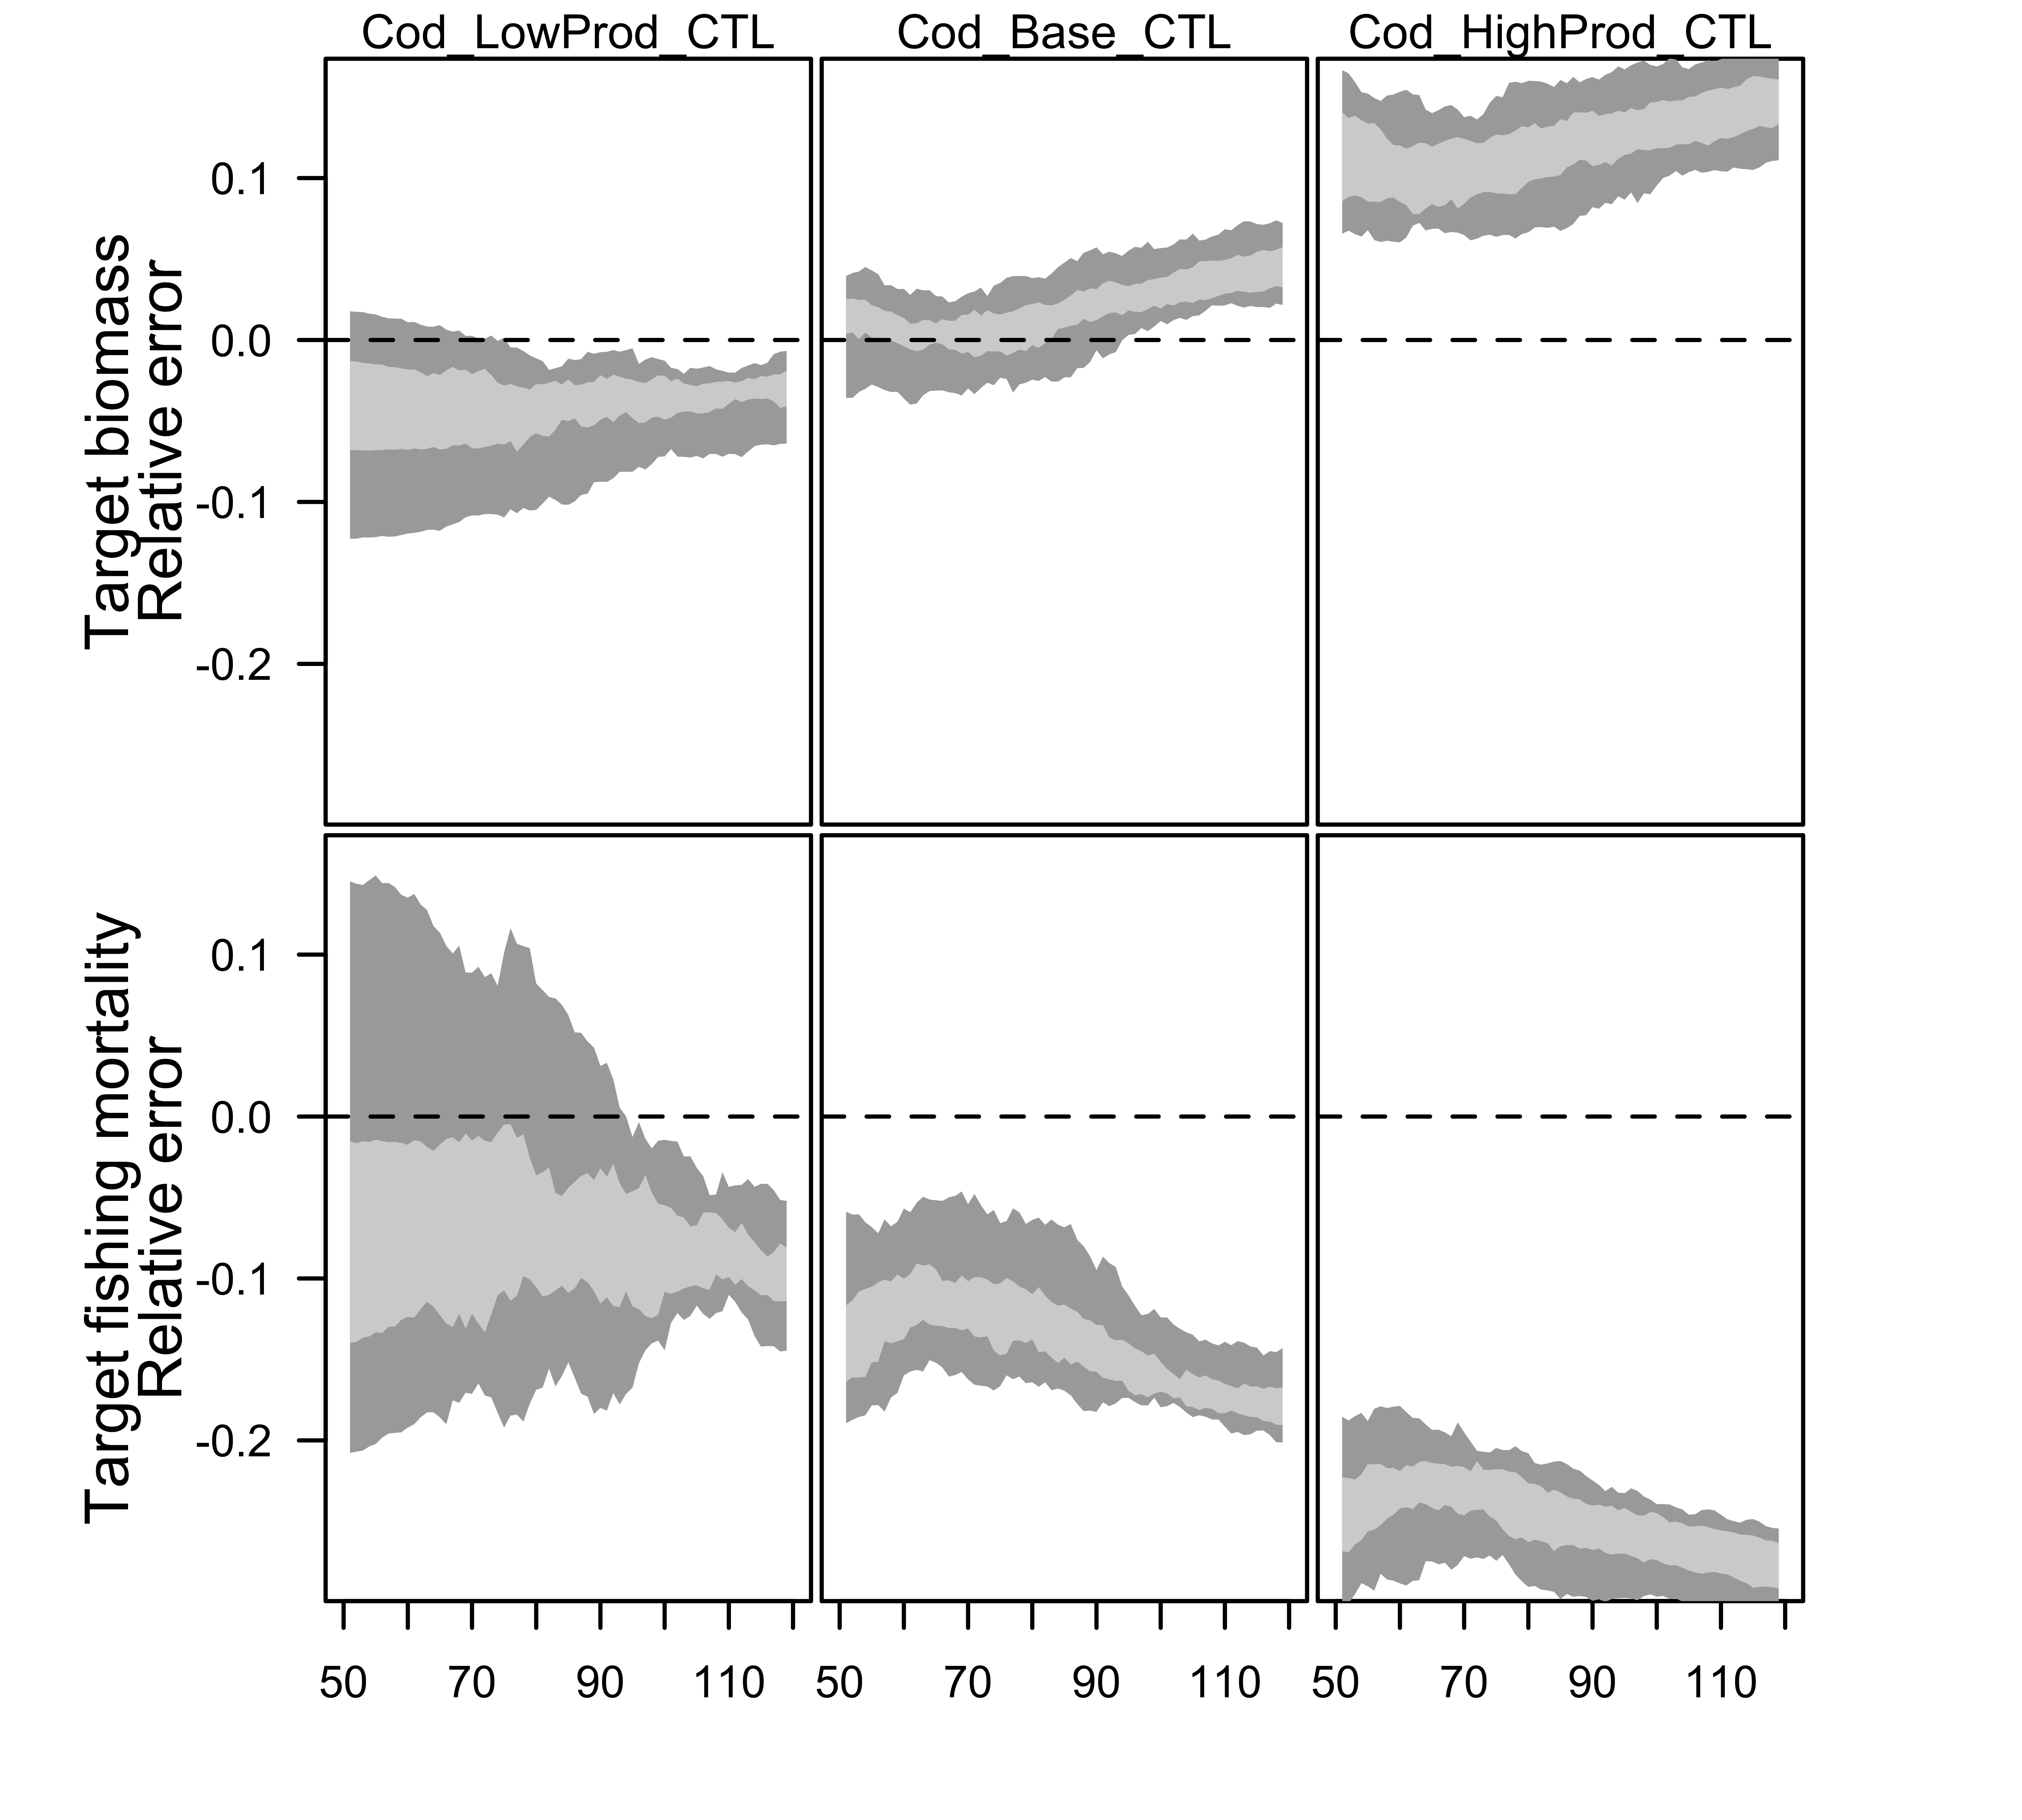 Cod_LowProd_CTL
Cod_Base_CTL
Cod_HighProd_CTL
Target biomass
Relative error
0.1
0.0
-0.1
-0.2
Target fishing mortality
Relative error
0.1
0.0
-0.1
-0.2
50 70 90 110
50 70 90 110
50 70 90 110